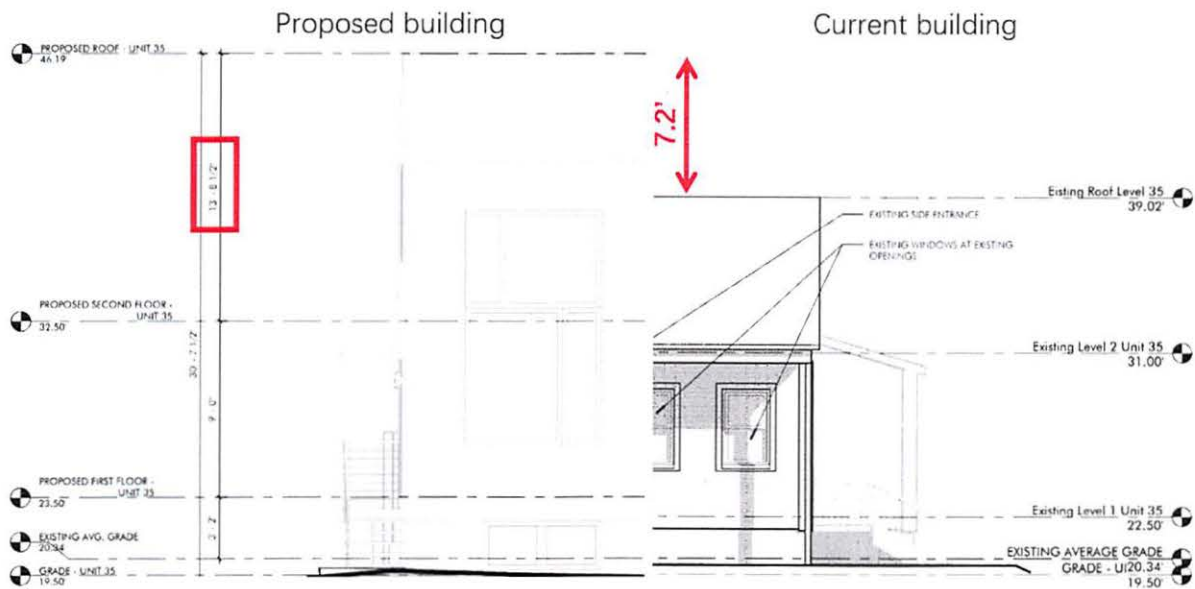 Proposed building
Current building
PROPOSED ROOF - UNIT 35
46.19
13' - 8 1/2"
PROPOSED SECOND FLOOR -
UNIT 35
32.50'
9' - 0"
PROPOSED FIRST FLOOR -
UNIT 35
23.50'
3' - 2"
EXISTING AVG. GRADE
20.34
GRADE - UNIT 35
19.50'
7.2'
Eisting Roof Level 35
39.02'
EXISTING SIDE ENTRANCE
EXISTING WINDOWS AT EXISTING
OPENINGS
Existing Level 2 Unit 35
31.00'
Existing Level 1 Unit 35
22.50'
EXISTING AVERAGE GRADE
GRADE - U
20.34'
19.50'